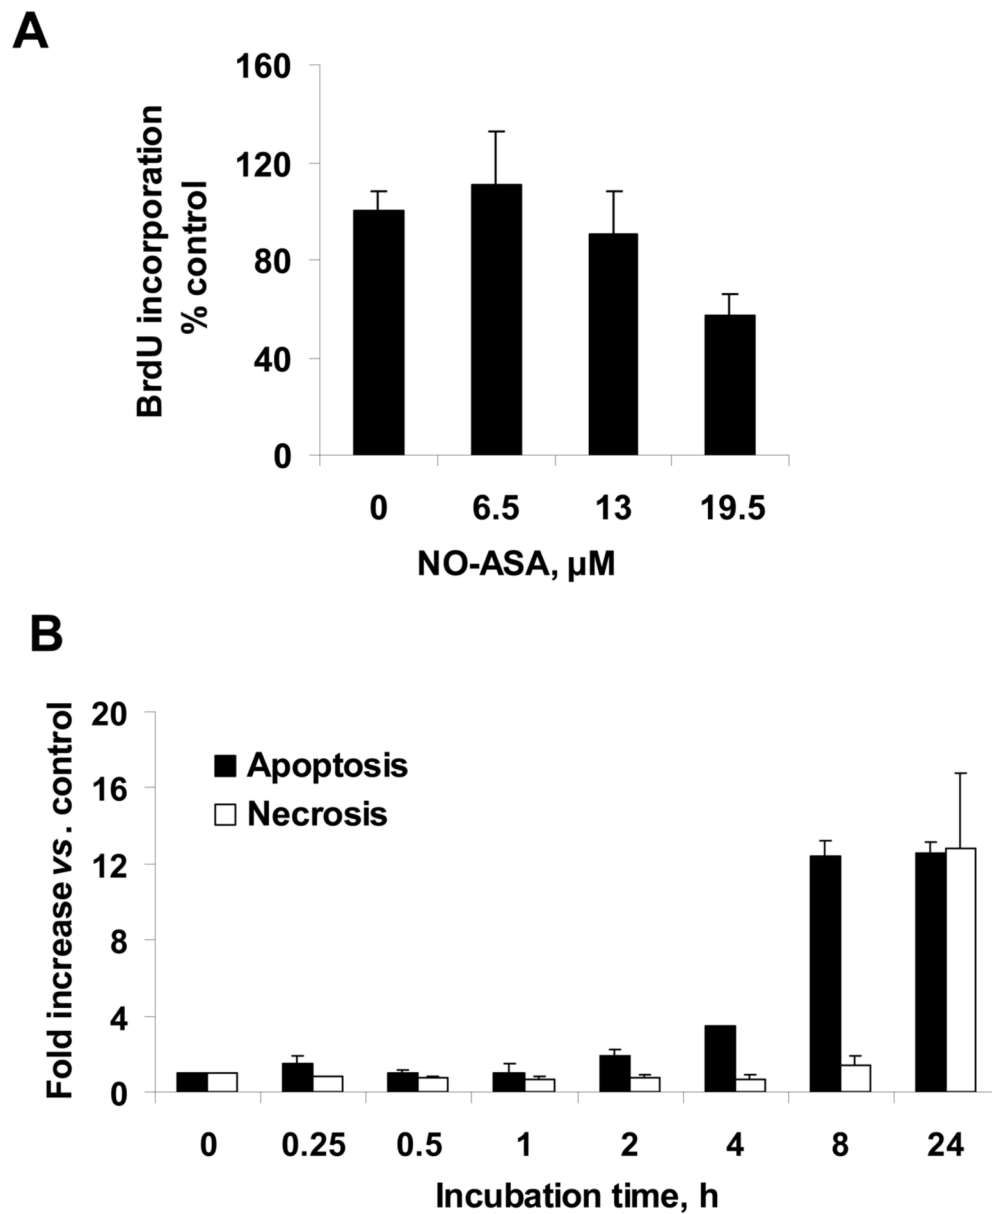 A
160
120
80
40
0
BrdU incorporation
% control
0 6.5 13 19.5
NO-ASA, µM
B
20
16
12
8
4
0
Fold increase vs. control
Apoptosis
Necrosis
0 0.25 0.5 1 2 4 8 24
Incubation time, h